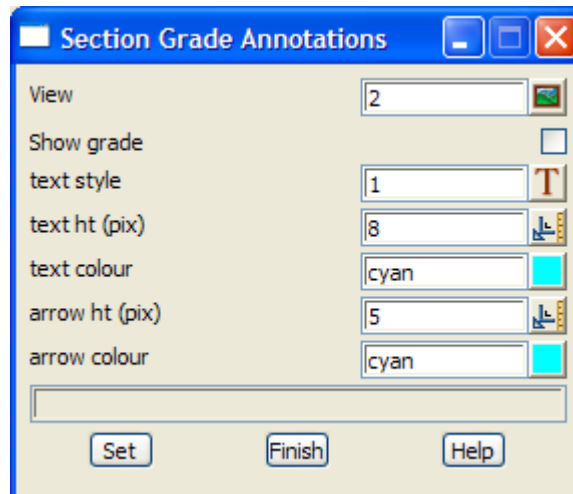 Section Grade Annotations
View 2
Show grade
text style 1 T
text ht (pix) 8
text colour cyan
arrow ht (pix) 5
arrow colour cyan
Set Finish Help